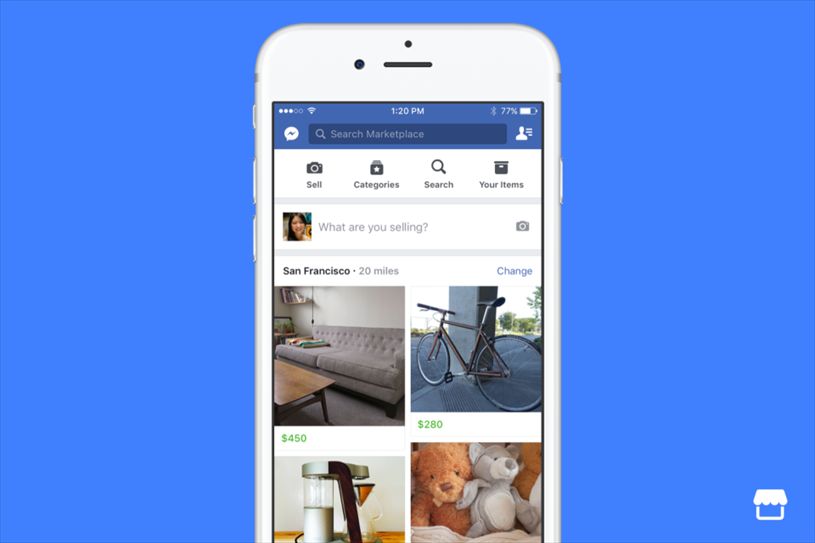 1:20 PM
77%
Search Marketplace
Sell
Categories
Search
Your Items
What are you selling?
San Francisco · 20 miles
Change
$450
$280